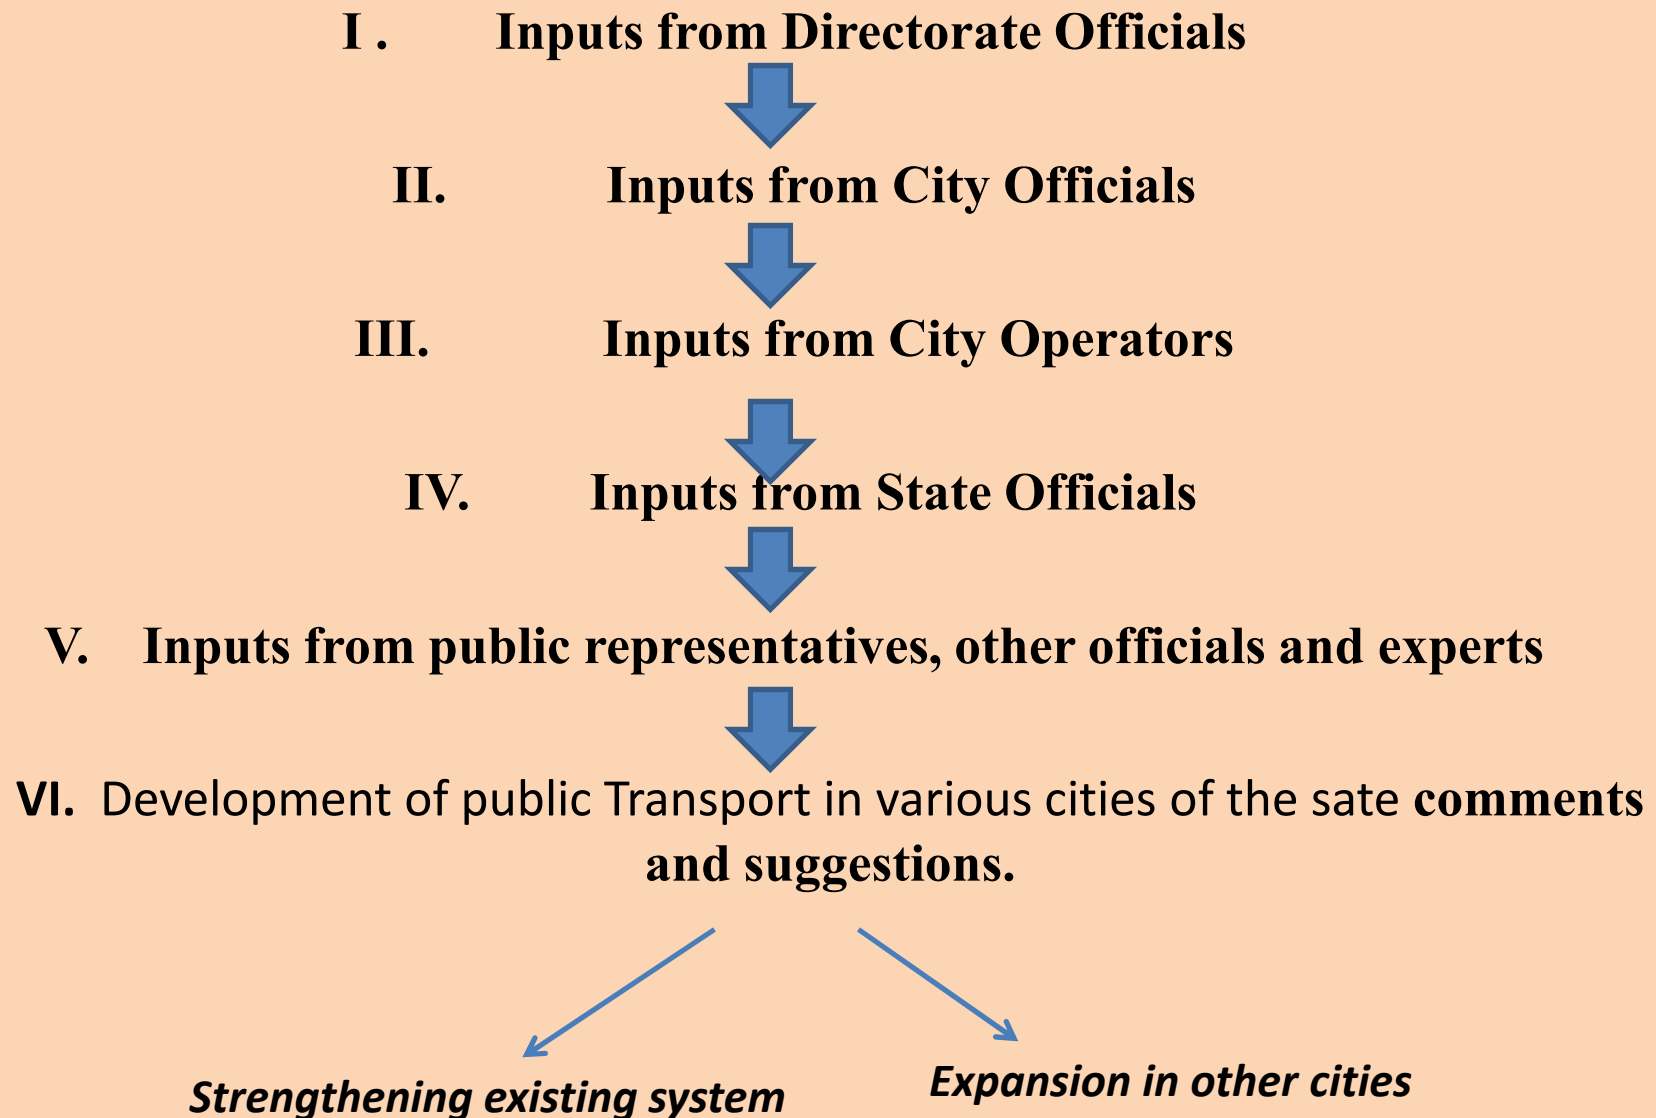 I . Inputs from Directorate Officials
II. Inputs from City Officials
III. Inputs from City Operators
IV. Inputs from State Officials
V. Inputs from public representatives, other officials and experts
VI. Development of public Transport in various cities of the sate comments
and suggestions.
Strengthening existing system
Expansion in other cities